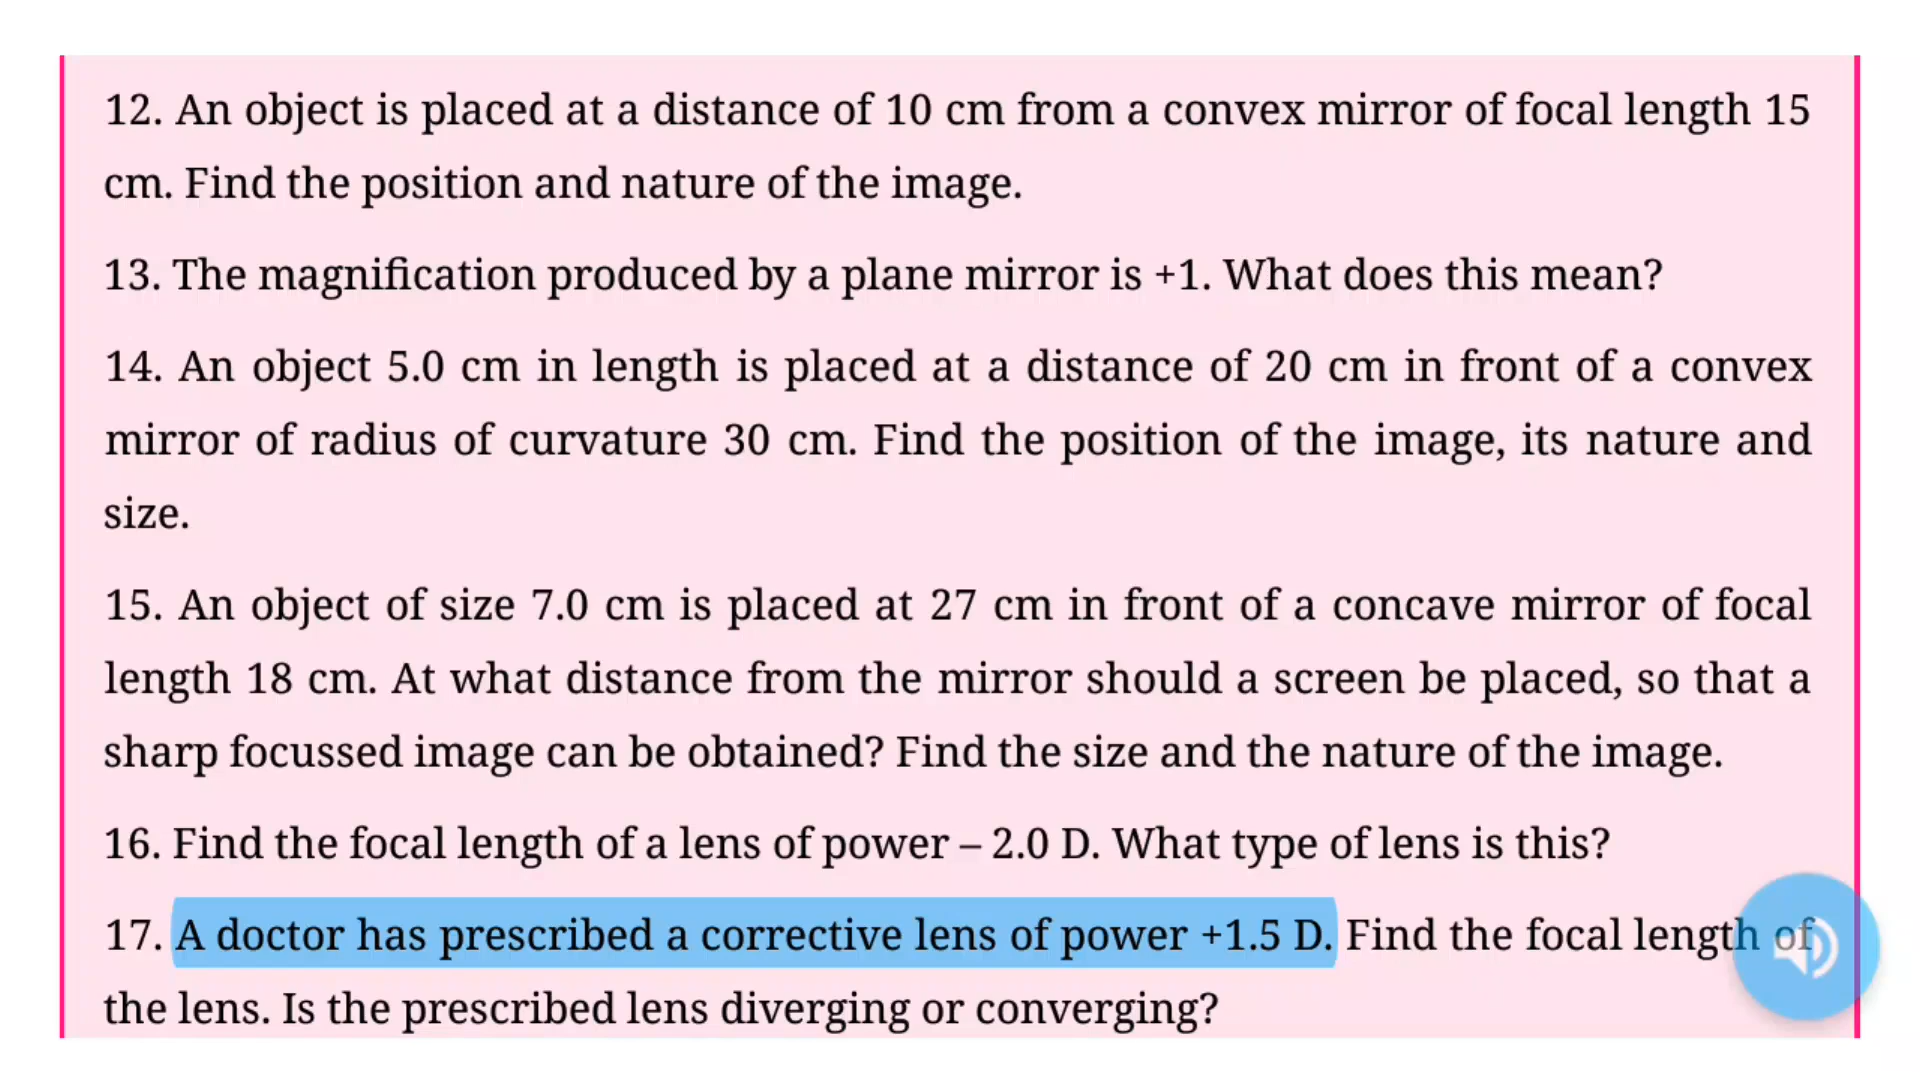 12. An object is placed at a distance of 10 cm from a convex mirror of focal length 15
cm. Find the position and nature of the image.
13. The magnification produced by a plane mirror is +1. What does this mean?
14. An object 5.0 cm in length is placed at a distance of 20 cm in front of a convex
mirror of radius of curvature 30 cm. Find the position of the image, its nature and
size.
15. An object of size 7.0 cm is placed at 27 cm in front of a concave mirror of focal
length 18 cm. At what distance from the mirror should a screen be placed, so that a
sharp focussed image can be obtained? Find the size and the nature of the image.
16. Find the focal length of a lens of power – 2.0 D. What type of lens is this?
17. A doctor has prescribed a corrective lens of power +1.5 D. Find the focal length of
the lens. Is the prescribed lens diverging or converging?